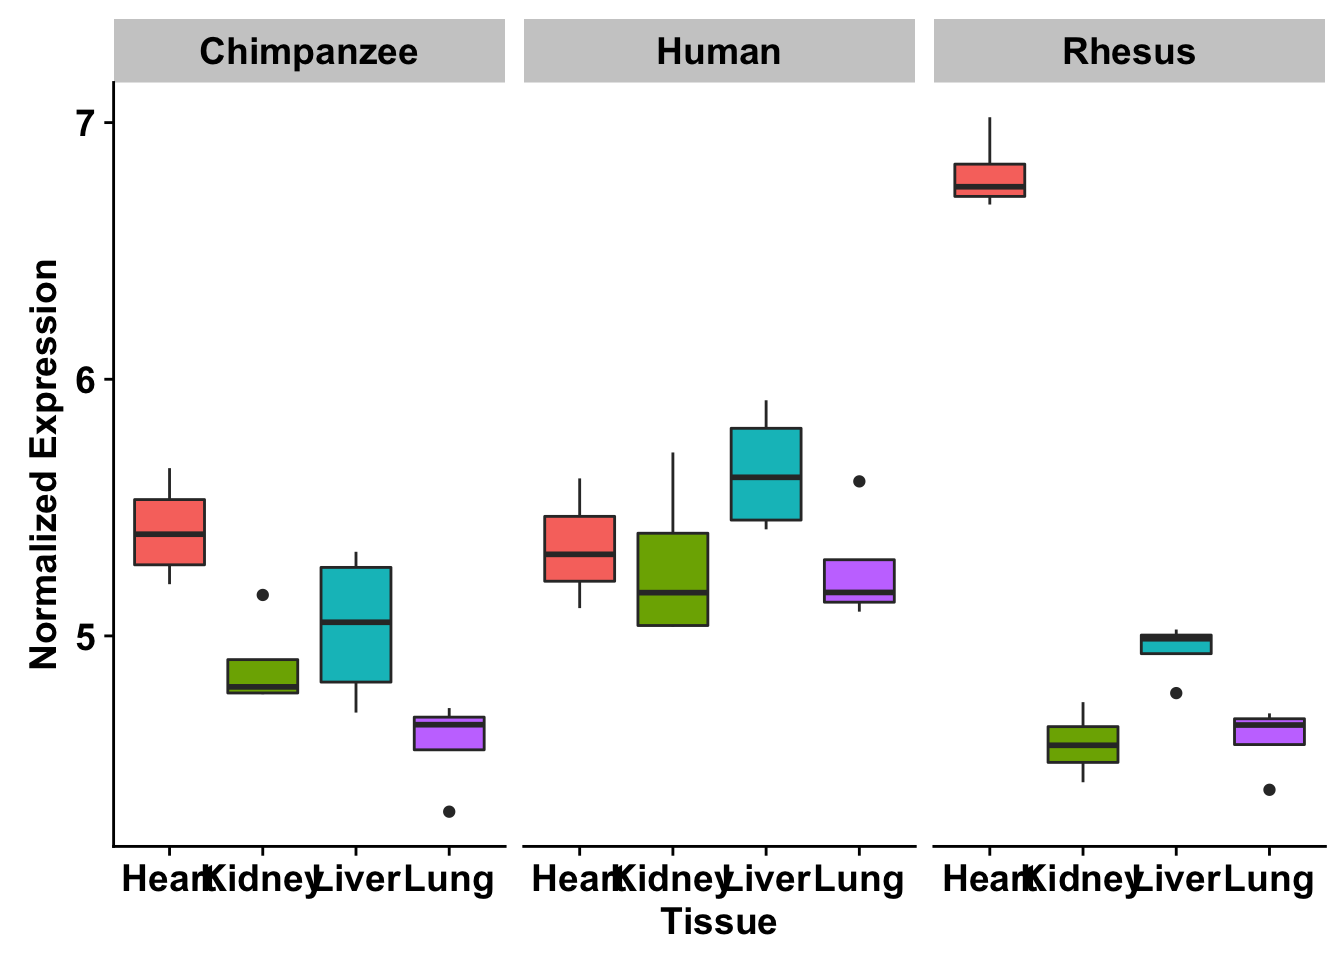 Chimpanzee Human Rhesus
Normalized Expression
7
6
5
Heart Kidney Liver Lung Heart Kidney Liver Lung Heart Kidney Liver Lung
Tissue